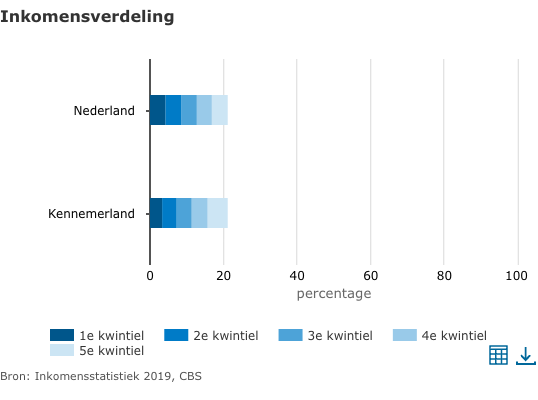 Inkomensverdeling
Nederland
Kennemerland
0 20 40 60 80 100
percentage
1e kwintiel 2e kwintiel 3e kwintiel 4e kwintiel
5e kwintiel
Bron: Inkomensstatistiek 2019, CBS